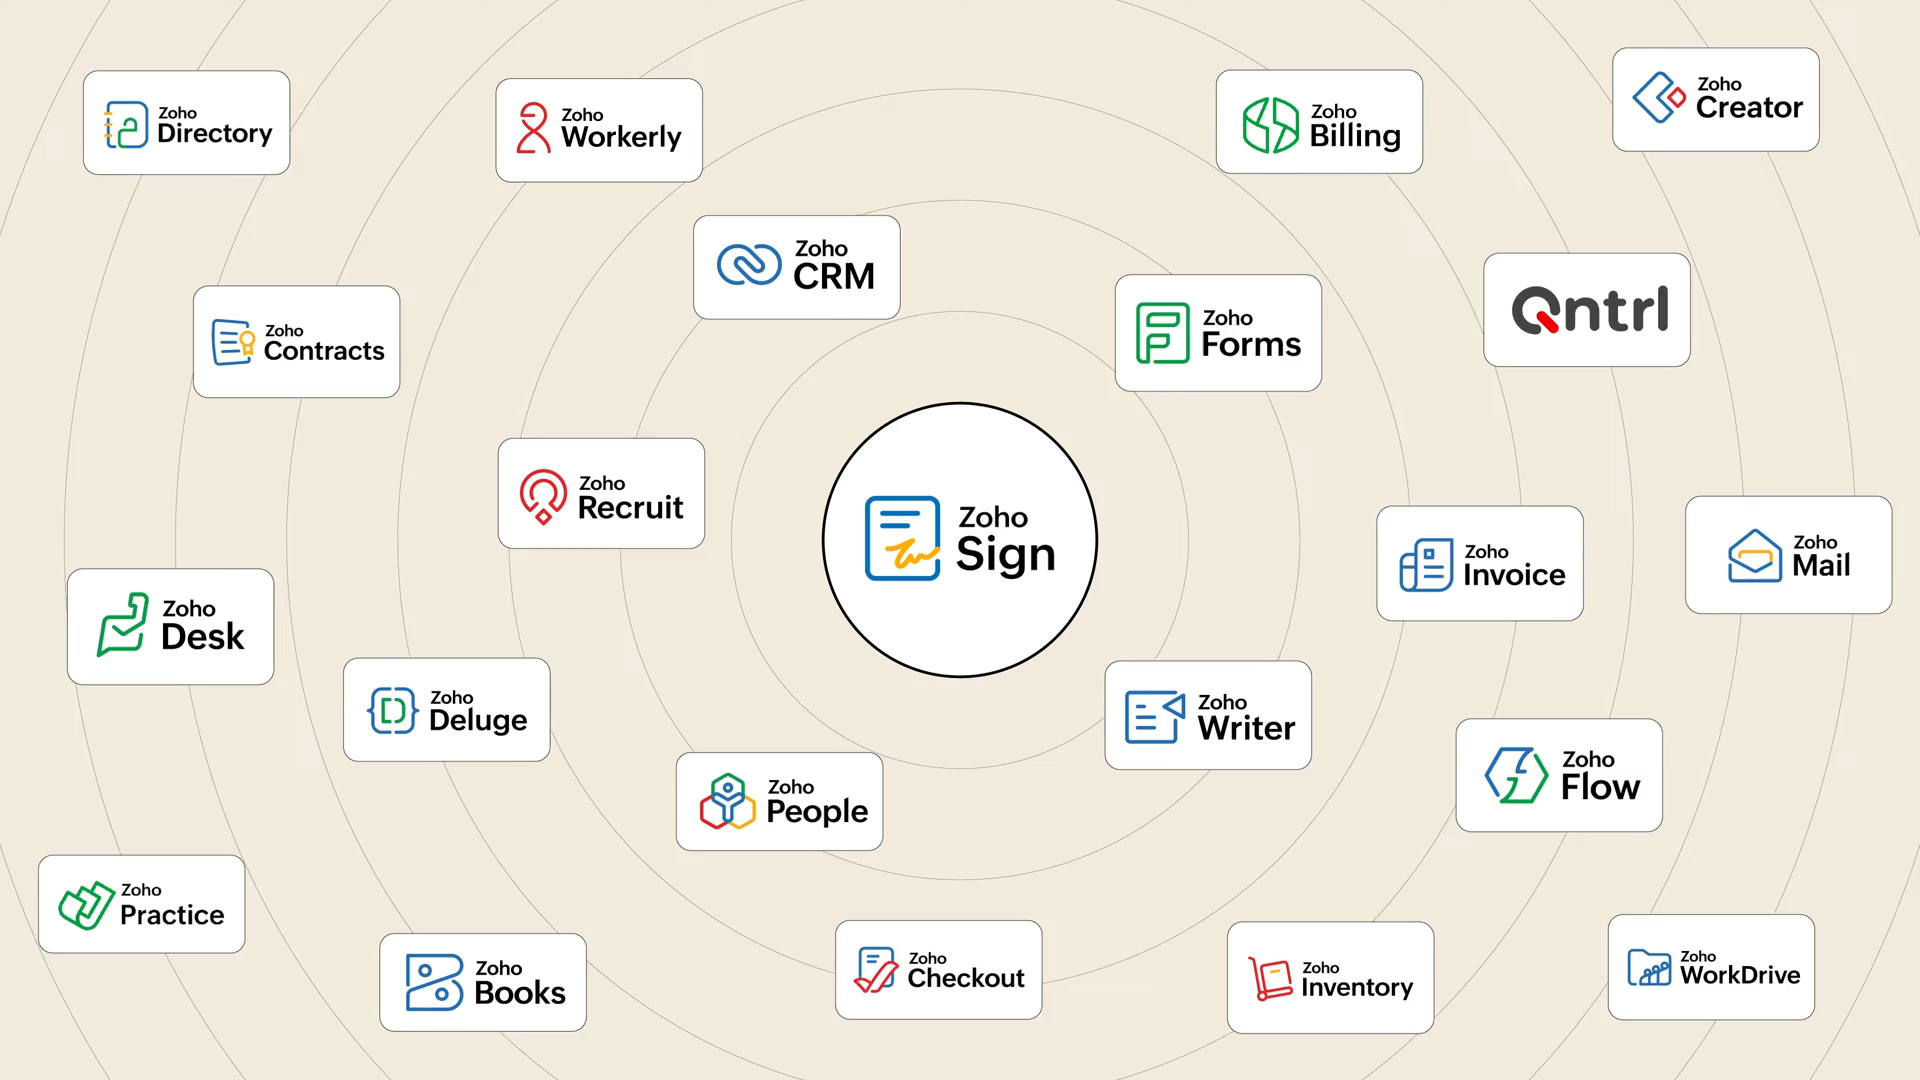 Zoho
Directory
Zoho
Workerly
Zoho
Billing
Zoho
Creator
Zoho
CRM
Zoho
Contracts
Zoho
Forms
Qntrl
Zoho
Recruit
Zoho
Sign
Zoho
Invoice
Zoho
Mail
Zoho
Desk
Zoho
Deluge
Zoho
Writer
Zoho
People
Zoho
Flow
Zoho
Practice
Zoho
Books
Zoho
Checkout
Zoho
Inventory
Zoho
WorkDrive